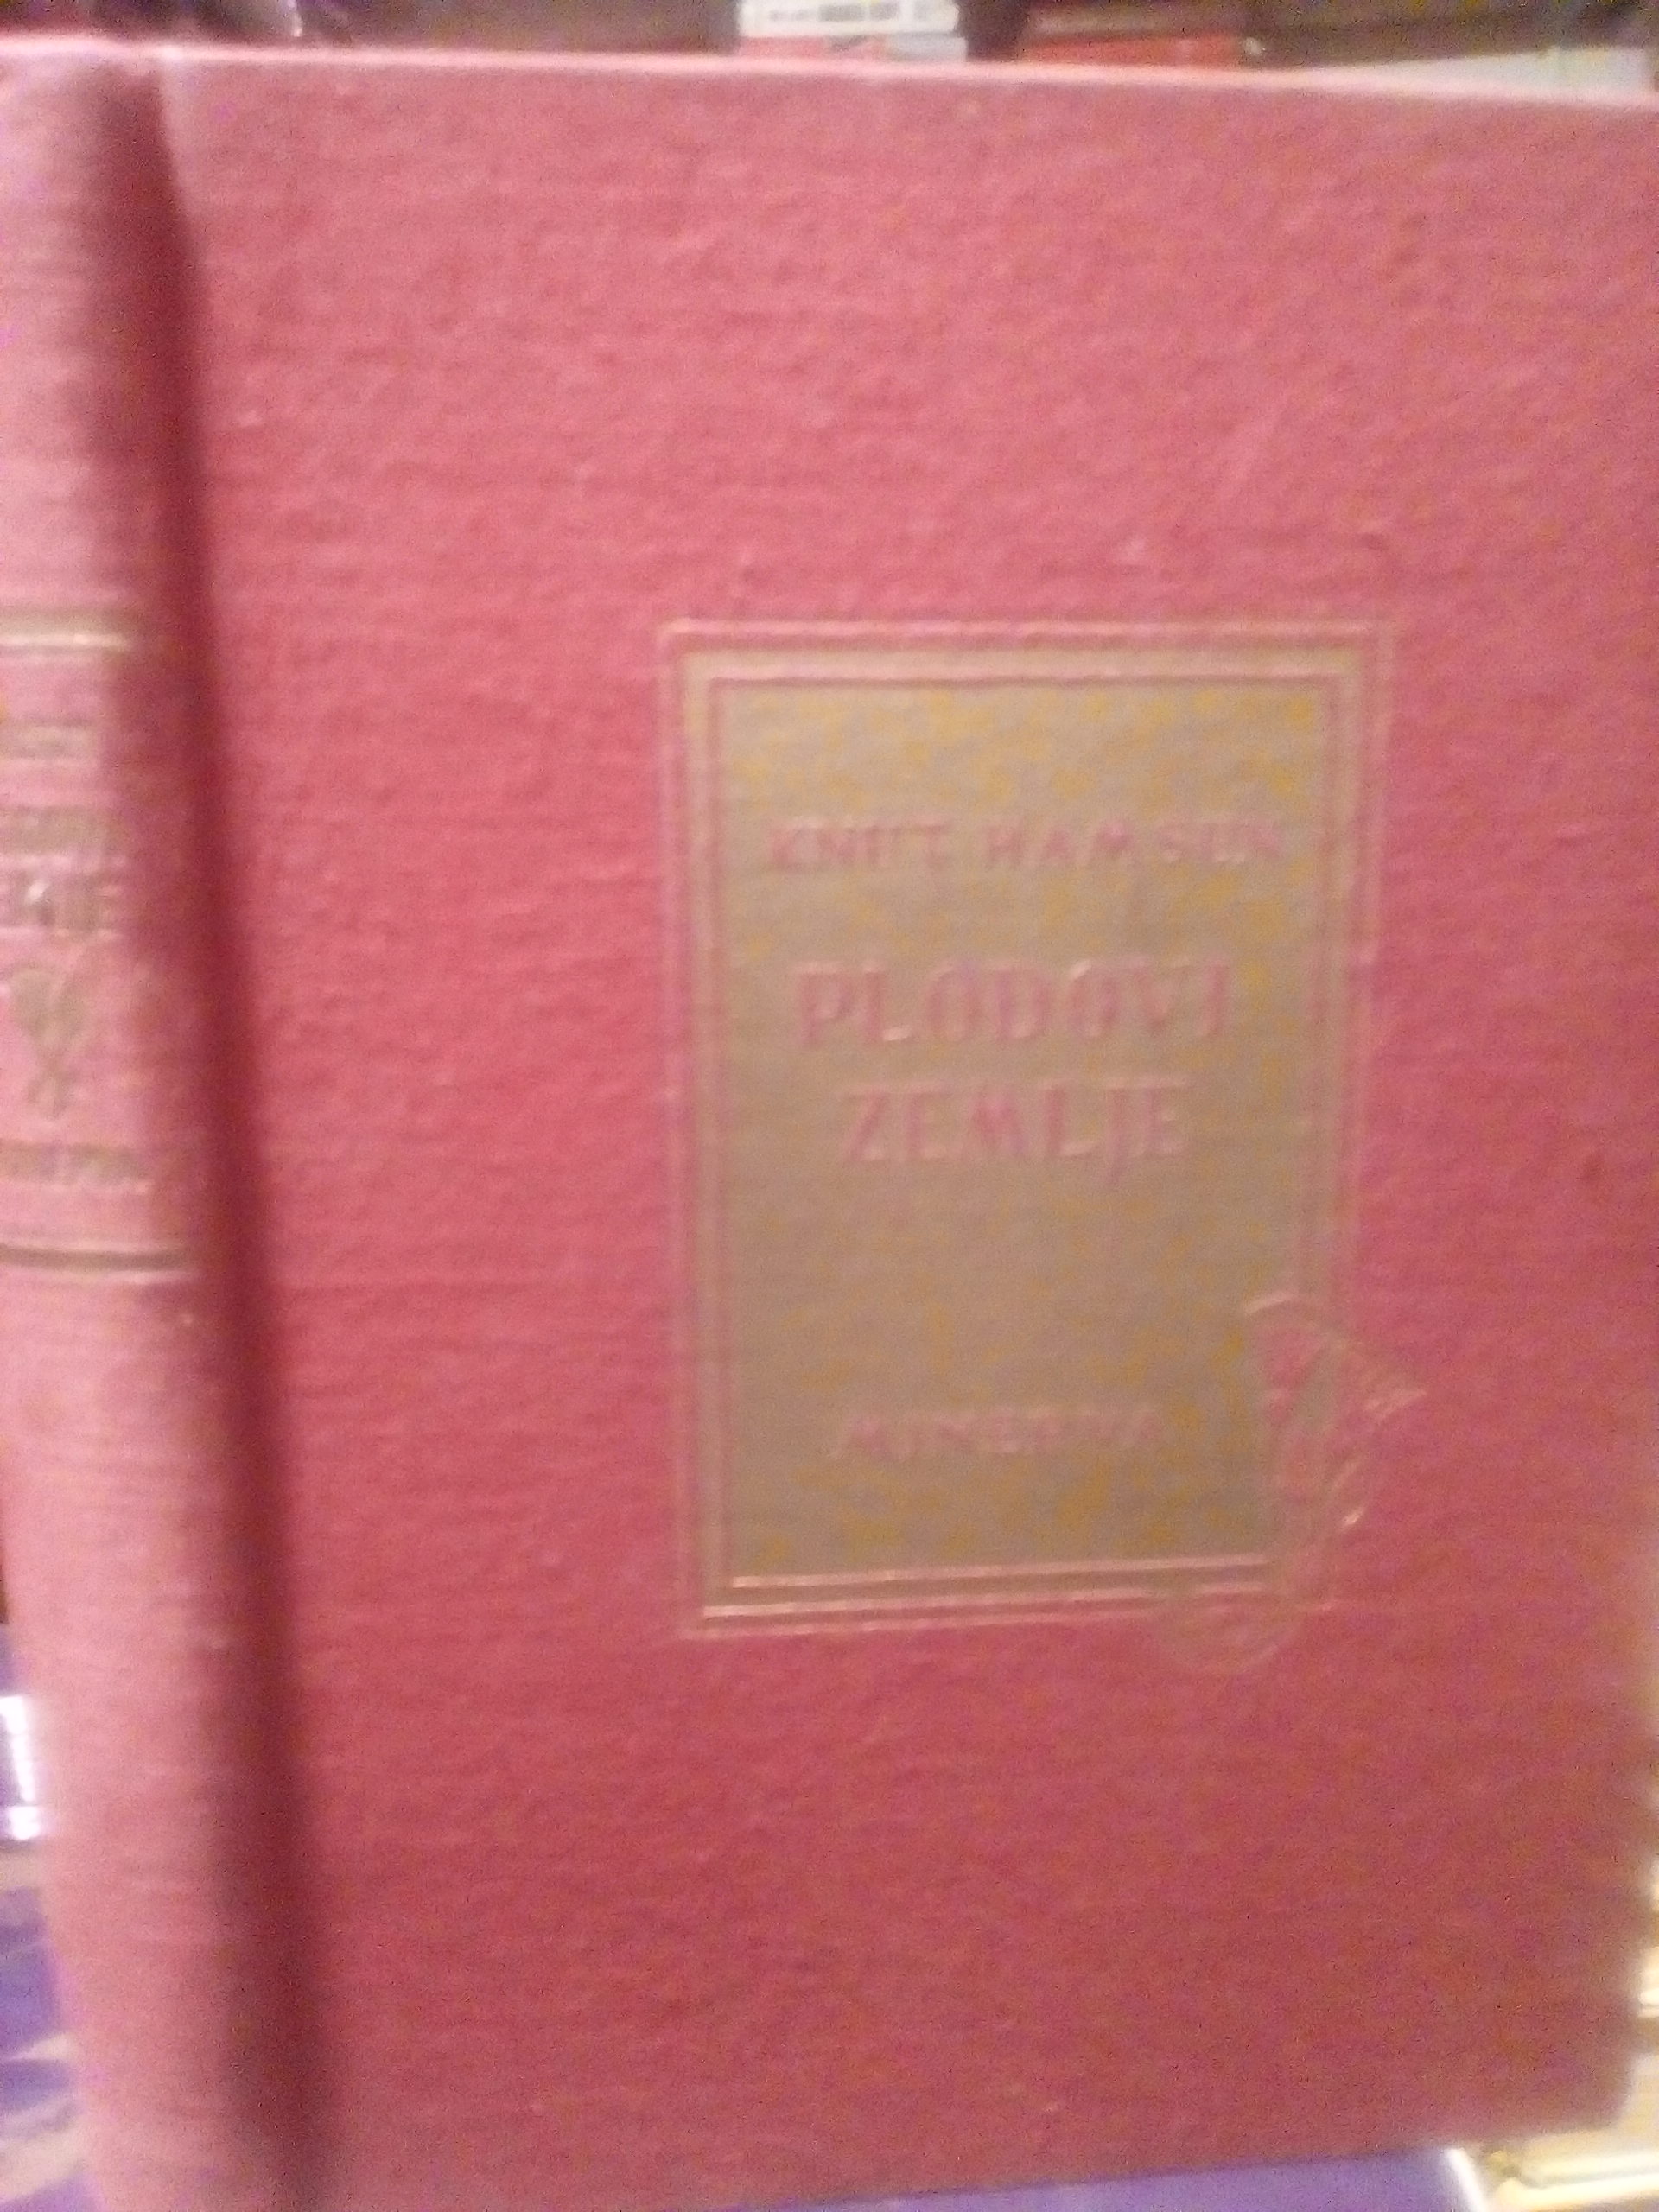 KNUT HAMSUN
PLODOVI
ZEMLJE
MINERVA